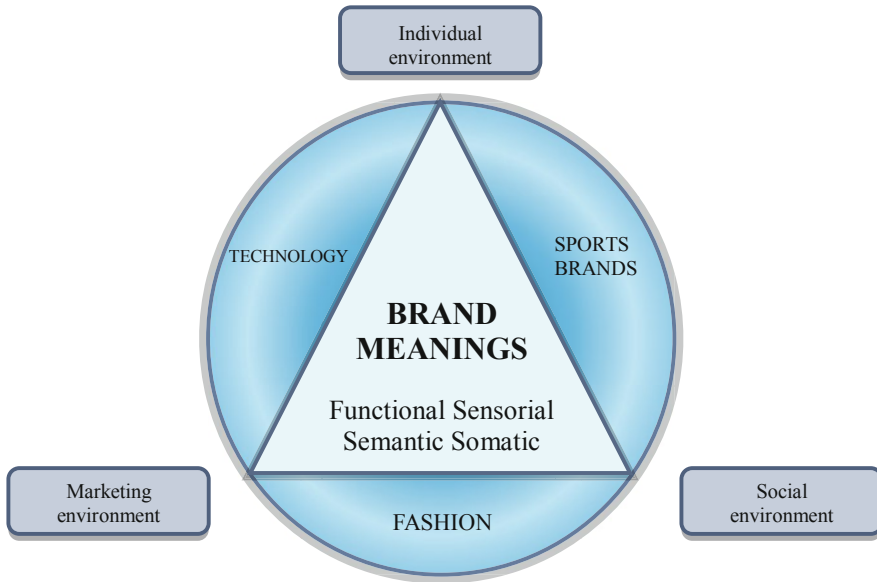 Individual
environment
TECHNOLOGY
SPORTS
BRANDS
BRAND
MEANINGS
Functional Sensorial
Semantic Somatic
Marketing
environment
Social
environment
FASHION